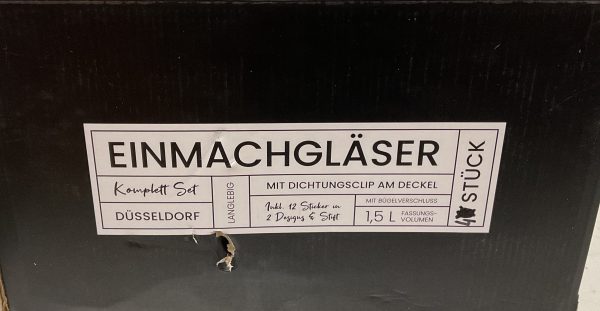 EINMACHGLÄSER
Komplett Set
DÜSSELDORF
LANGLEBIG
MIT DICHTUNGSCLIP AM DECKEL
Inkl. 12 Sticker in
2 Designs & Stift
MIT BÜGELVERSCHLUSS
1,5 L FASSUNGS-
VOLUMEN
STÜCK